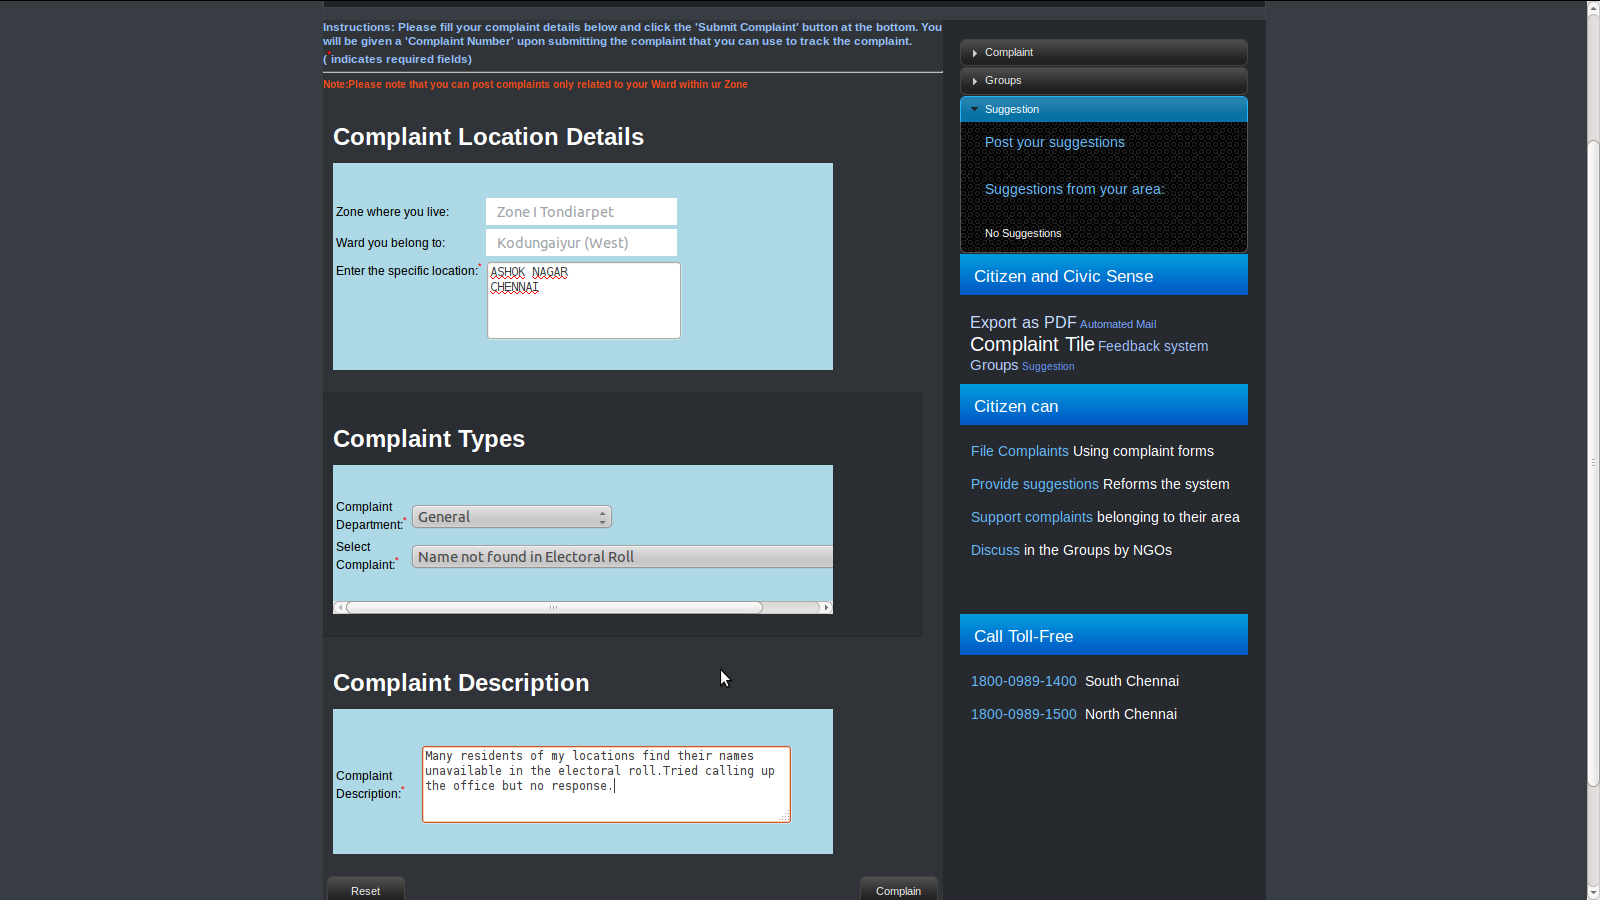 Instructions: Please fill your complaint details below and click the 'Submit Complaint' button at the bottom. You
will be given a 'Complaint Number' upon submitting the complaint that you can use to track the complaint.
(*indicates required fields)
Note:Please note that you can post complaints only related to your Ward within ur Zone
Complaint Location Details
Zone where you live: Zone I Tondiarpet
Ward you belong to: Kodungaiyur (West)
Enter the specific location:* ASHOK NAGAR
CHENNAI
Complaint Types
Complaint
Department:* General
Select
Complaint:* Name not found in Electoral Roll
Complaint Description
Complaint
Description:*
Many residents of my locations find their names
unavailable in the electoral roll.Tried calling up
the office but no response.
Reset
Complain
Complaint
Groups
Suggestion
Post your suggestions
Suggestions from your area:
No Suggestions
Citizen and Civic Sense
Export as PDF Automated Mail
Complaint Tile Feedback system
Groups Suggestion
Citizen can
File Complaints Using complaint forms
Provide suggestions Reforms the system
Support complaints belonging to their area
Discuss in the Groups by NGOs
Call Toll-Free
1800-0989-1400 South Chennai
1800-0989-1500 North Chennai